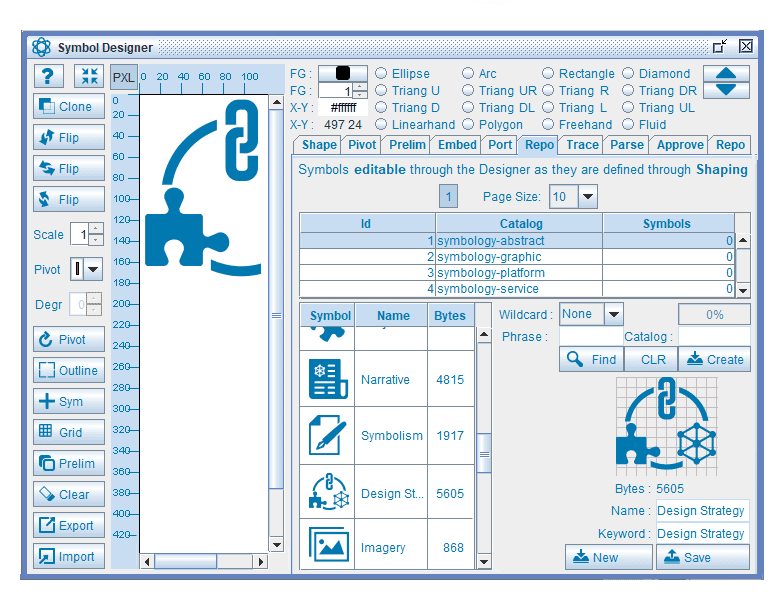 Symbol Designer
? PXL 0 20 40 60 80 100
FG : Ellipse Arc Rectangle Diamond
FG : 1 Triang U Triang UR Triang R Triang DR
X-Y : #ffffff Triang D Triang DL Triang L Triang UL
X-Y : 497 24 Linearhand Polygon Freehand Fluid
Clone
Flip
Flip
Flip
Scale 1
Pivot
Degr 0
Pivot
Outline
Sym
Grid
Prelim
Clear
Export
Import
0
20
40
60
80
100
120
140
160
180
200
220
240
260
280
300
320
340
360
380
400
420
Shape Pivot Prelim Embed Port Repo Trace Parse Approve Repo
Symbols editable through the Designer as they are defined through Shaping
1 Page Size: 10
Id Catalog Symbols
1 symbology-abstract 0
2 symbology-graphic 0
3 symbology-platform 0
4 symbology-service 0
Symbol Name Bytes
Narrative 4815
Symbolism 1917
Design St... 5605
Imagery 868
Wildcard : None 0%
Phrase : Catalog :
Find CLR Create
Bytes : 5605
Name : Design Strategy
Keyword : Design Strategy
New Save